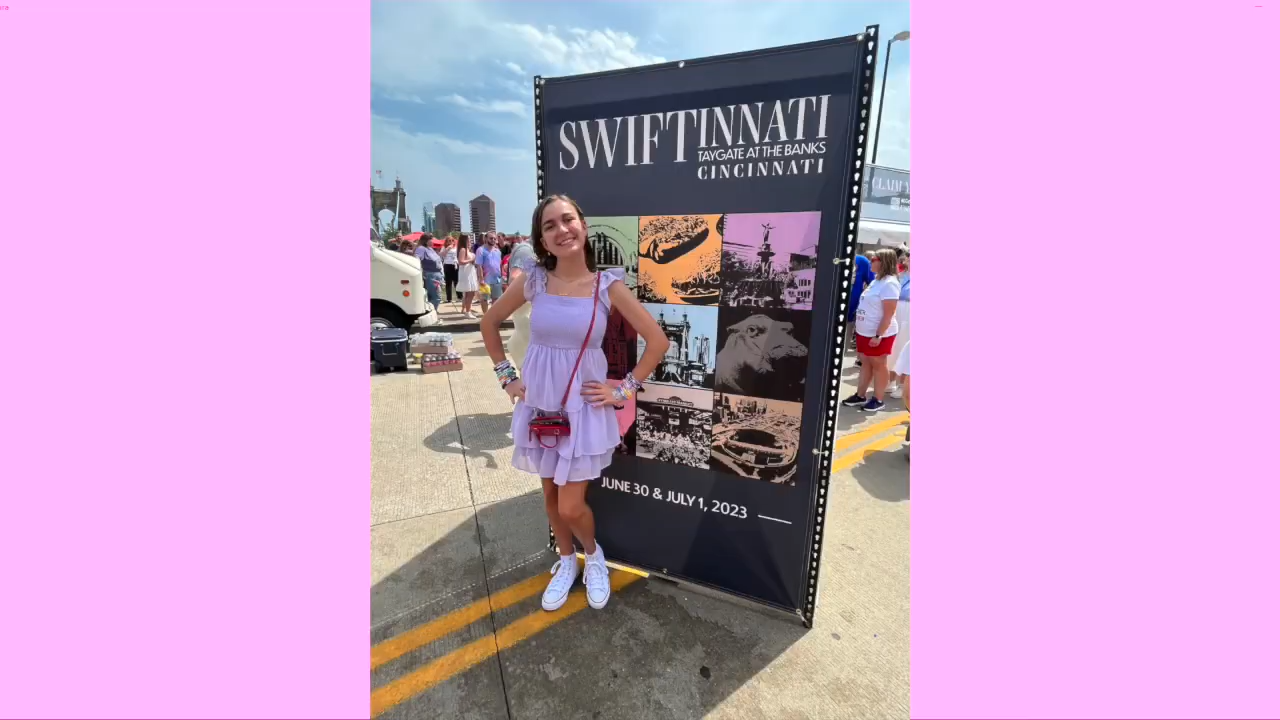 SWIFTINNATI
TAYGATE AT THE BANKS
CINCINNATI
JUNE 30 & JULY 1, 2023